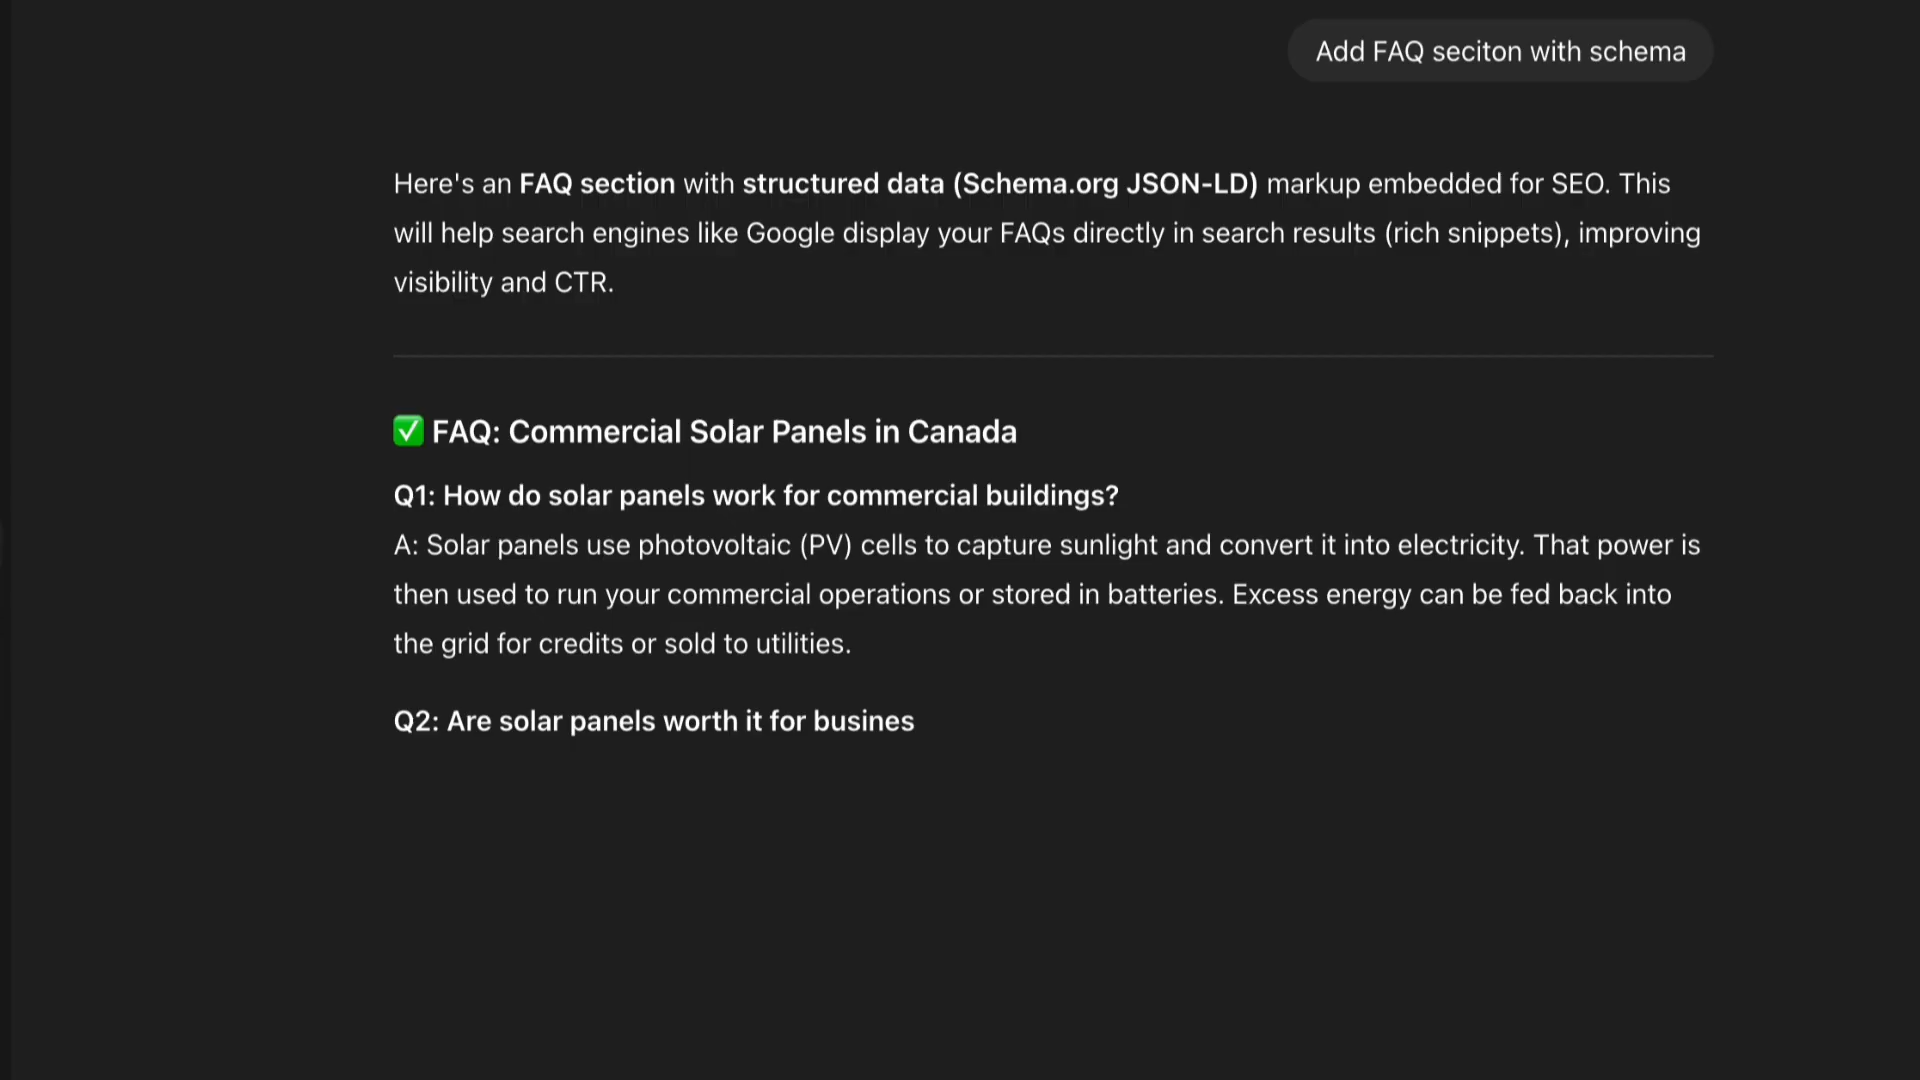 Add FAQ seciton with schema
Here's an FAQ section with structured data (Schema.org JSON-LD) markup embedded for SEO. This
will help search engines like Google display your FAQs directly in search results (rich snippets), improving
visibility and CTR.
✅ FAQ: Commercial Solar Panels in Canada
Q1: How do solar panels work for commercial buildings?
A: Solar panels use photovoltaic (PV) cells to capture sunlight and convert it into electricity. That power is
then used to run your commercial operations or stored in batteries. Excess energy can be fed back into
the grid for credits or sold to utilities.
Q2: Are solar panels worth it for busines